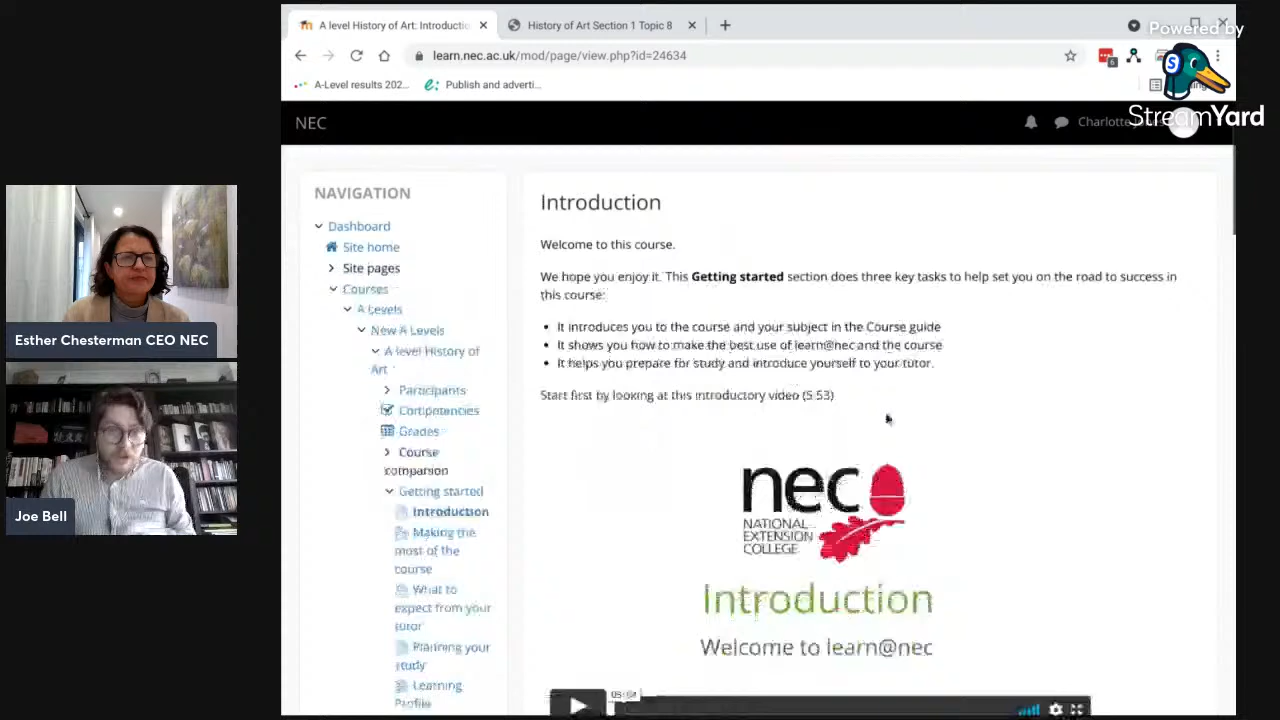 A level History of Art: Introductio
History of Art Section 1 Topic 8
Powered by
learn.nec.ac.uk/mod/page/view.php?id=24634
6
A-Level results 202...
Publish and adverti...
StreamYard
NEC
Charlotte
NAVIGATION
Dashboard
Site home
Site pages
Courses
A Levels
New A Levels
A level History of
Art
Participants
Competencies
Grades
Course
companion
Getting started
Introduction
Making the
most of the
course
What to
expect from your
tutor
Planning your
study
Learning
Profile
Introduction
Welcome to this course.
We hope you enjoy it. This Getting started section does three key tasks to help set you on the road to success in
this course:
It introduces you to the course and your subject in the Course guide
It shows you how to make the best use of learn@nec and the course
It helps you prepare for study and introduce yourself to your tutor.
Start first by looking at this introductory video (5:53)
nec
NATIONAL
EXTENSION
COLLEGE
Introduction
Welcome to learn@nec
Esther Chesterman CEO NEC
Joe Bell